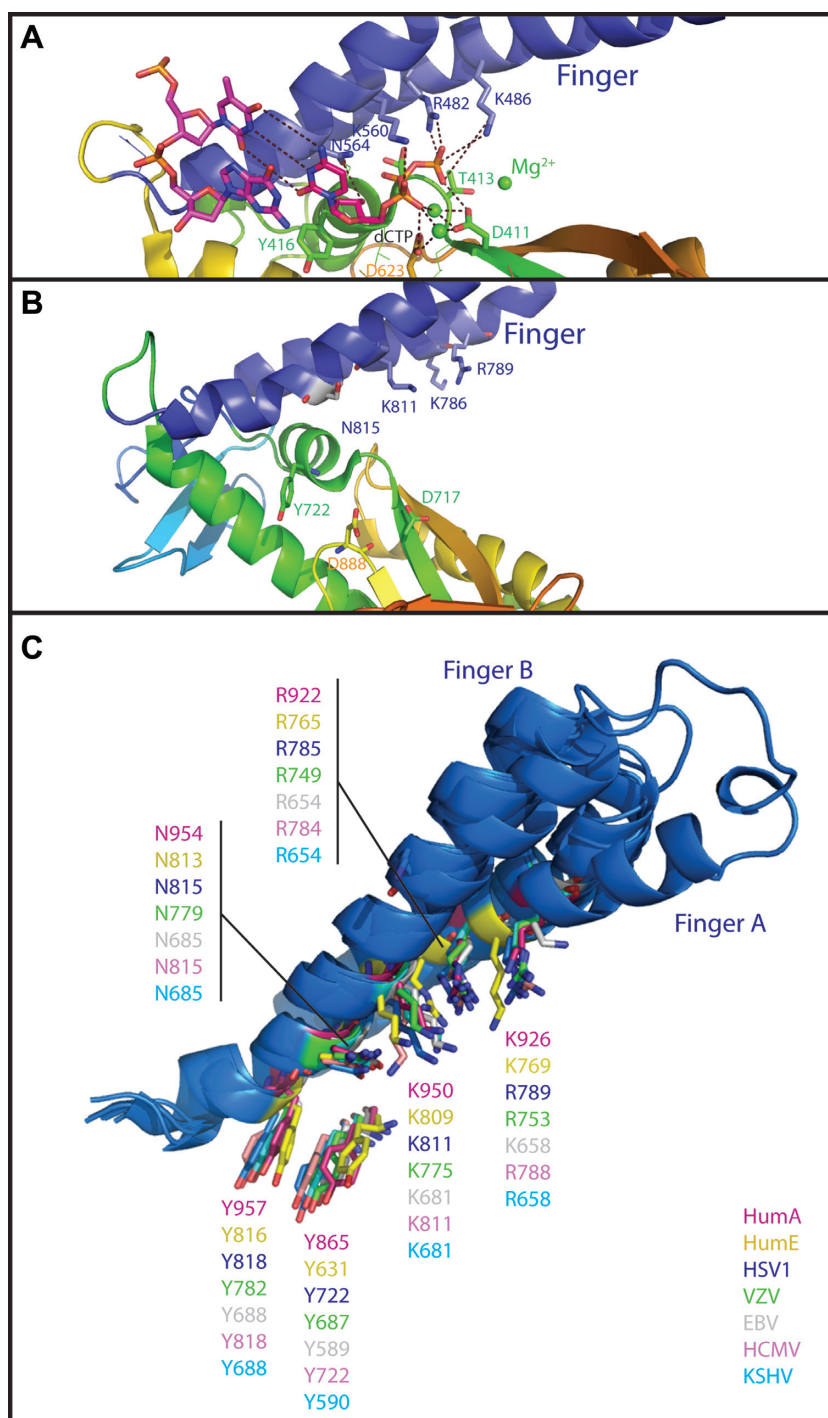 A
Finger
R482
K486
K560
N564
T413
Mg2+
Y416
dCTP
D411
D623
B
Finger
R789
K811
K786
N815
D717
Y722
D888
C
Finger B
R922
R765
R785
R749
R654
R784
R654
N954
N813
N815
N779
N685
N815
N685
Finger A
K926
K769
R789
R753
K658
R788
R658
K950
K809
K811
K775
K681
K811
K681
Y957
Y816
Y818
Y782
Y688
Y818
Y688
Y865
Y631
Y722
Y687
Y589
Y722
Y590
HumA
HumE
HSV1
VZV
EBV
HCMV
KSHV